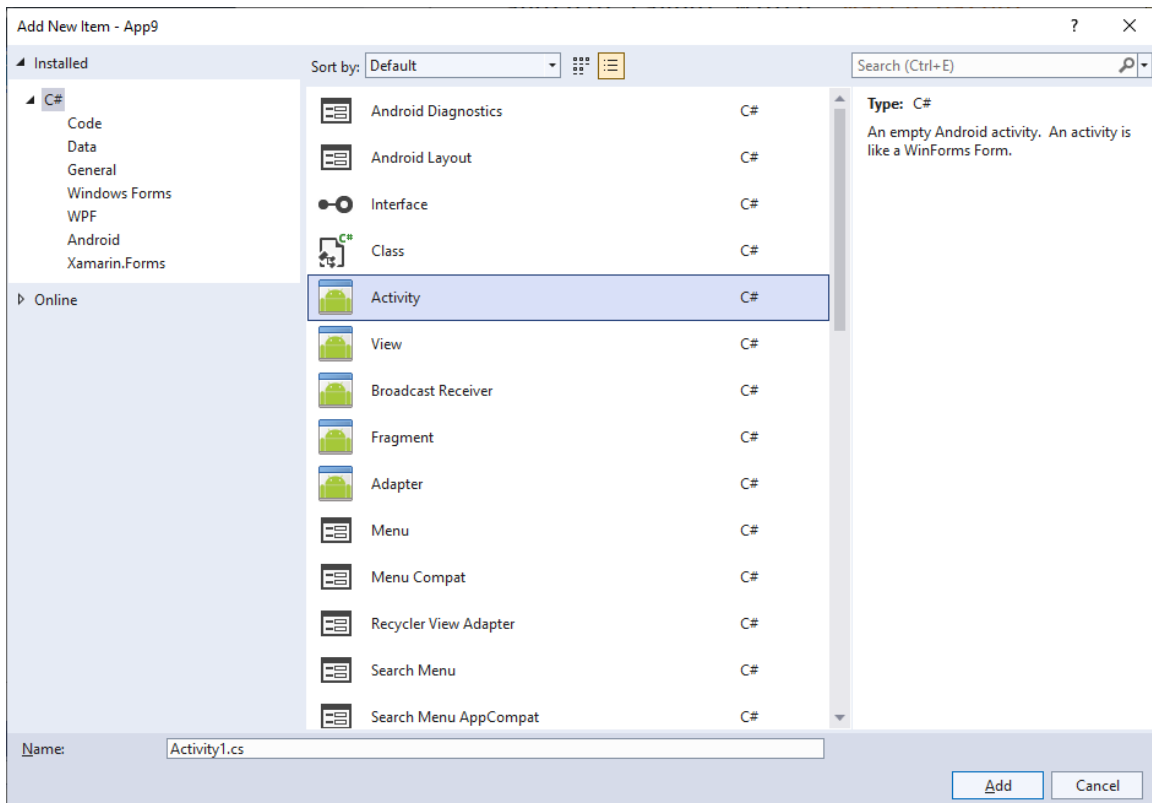 Add New Item - App9
?
Installed
Sort by: Default
Search (Ctrl+E)
C#
Code
Data
General
Windows Forms
WPF
Android
Xamarin.Forms
Online
Android Diagnostics C#
Android Layout C#
Interface C#
C#
Class C#
Activity C#
View C#
Broadcast Receiver C#
Fragment C#
Adapter C#
Menu C#
Menu Compat C#
Recycler View Adapter C#
Search Menu C#
Search Menu AppCompat C#
Type: C#
An empty Android activity. An activity is
like a WinForms Form.
Name: Activity1.cs
Add Cancel